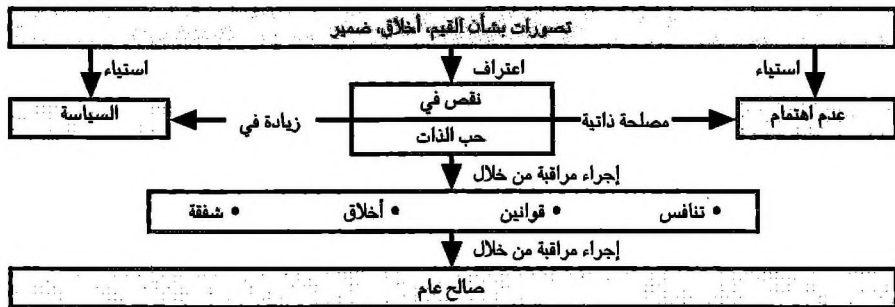 تصورات بشأن القيم، أخلاق، ضمير
استياء
اعتراف
استياء
عدم اهتمام
نقص في
السياسة
مصلحة ذاتية
زيادة في
حب الذات
إجراء مراقبة من خلال
• تنافس • قوانين • أخلاق • شفقة
إجراء مراقبة من خلال
صالح عام